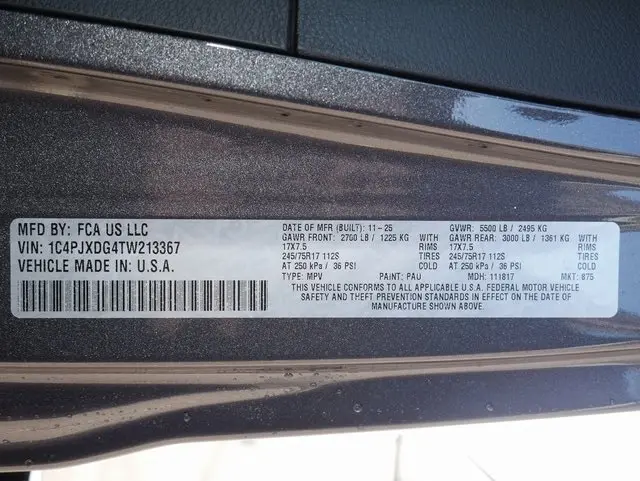 MFD BY: FCA US LLC
VIN: 1C4PJXDG4TW213367
VEHICLE MADE IN: U.S.A.
DATE OF MFR (BUILT): 11-25 GVWR: 5500 LB / 2495 KG
GAWR FRONT: 2700 LB / 1225 KG WITH GAWR REAR: 3000 LB / 1361 KG WITH
17X7.5 RIMS 17X7.5 RIMS
245/75R17 112S TIRES 245/75R17 112S TIRES
AT 250 kPa / 36 PSI COLD AT 250 kPa / 36 PSI COLD
TYPE: MPV PAINT: PAU MDH: 111817 MKT: 875
THIS VEHICLE CONFORMS TO ALL APPLICABLE U.S.A. FEDERAL MOTOR VEHICLE
SAFETY AND THEFT PREVENTION STANDARDS IN EFFECT ON THE DATE OF
MANUFACTURE SHOWN ABOVE.